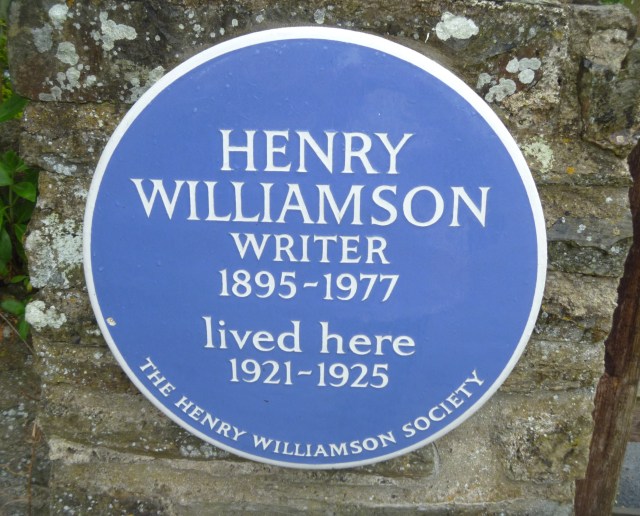 HENRY
WILLIAMSON
WRITER
1895~1977
lived here
1921~1925
THE HENRY WILLIAMSON SOCIETY